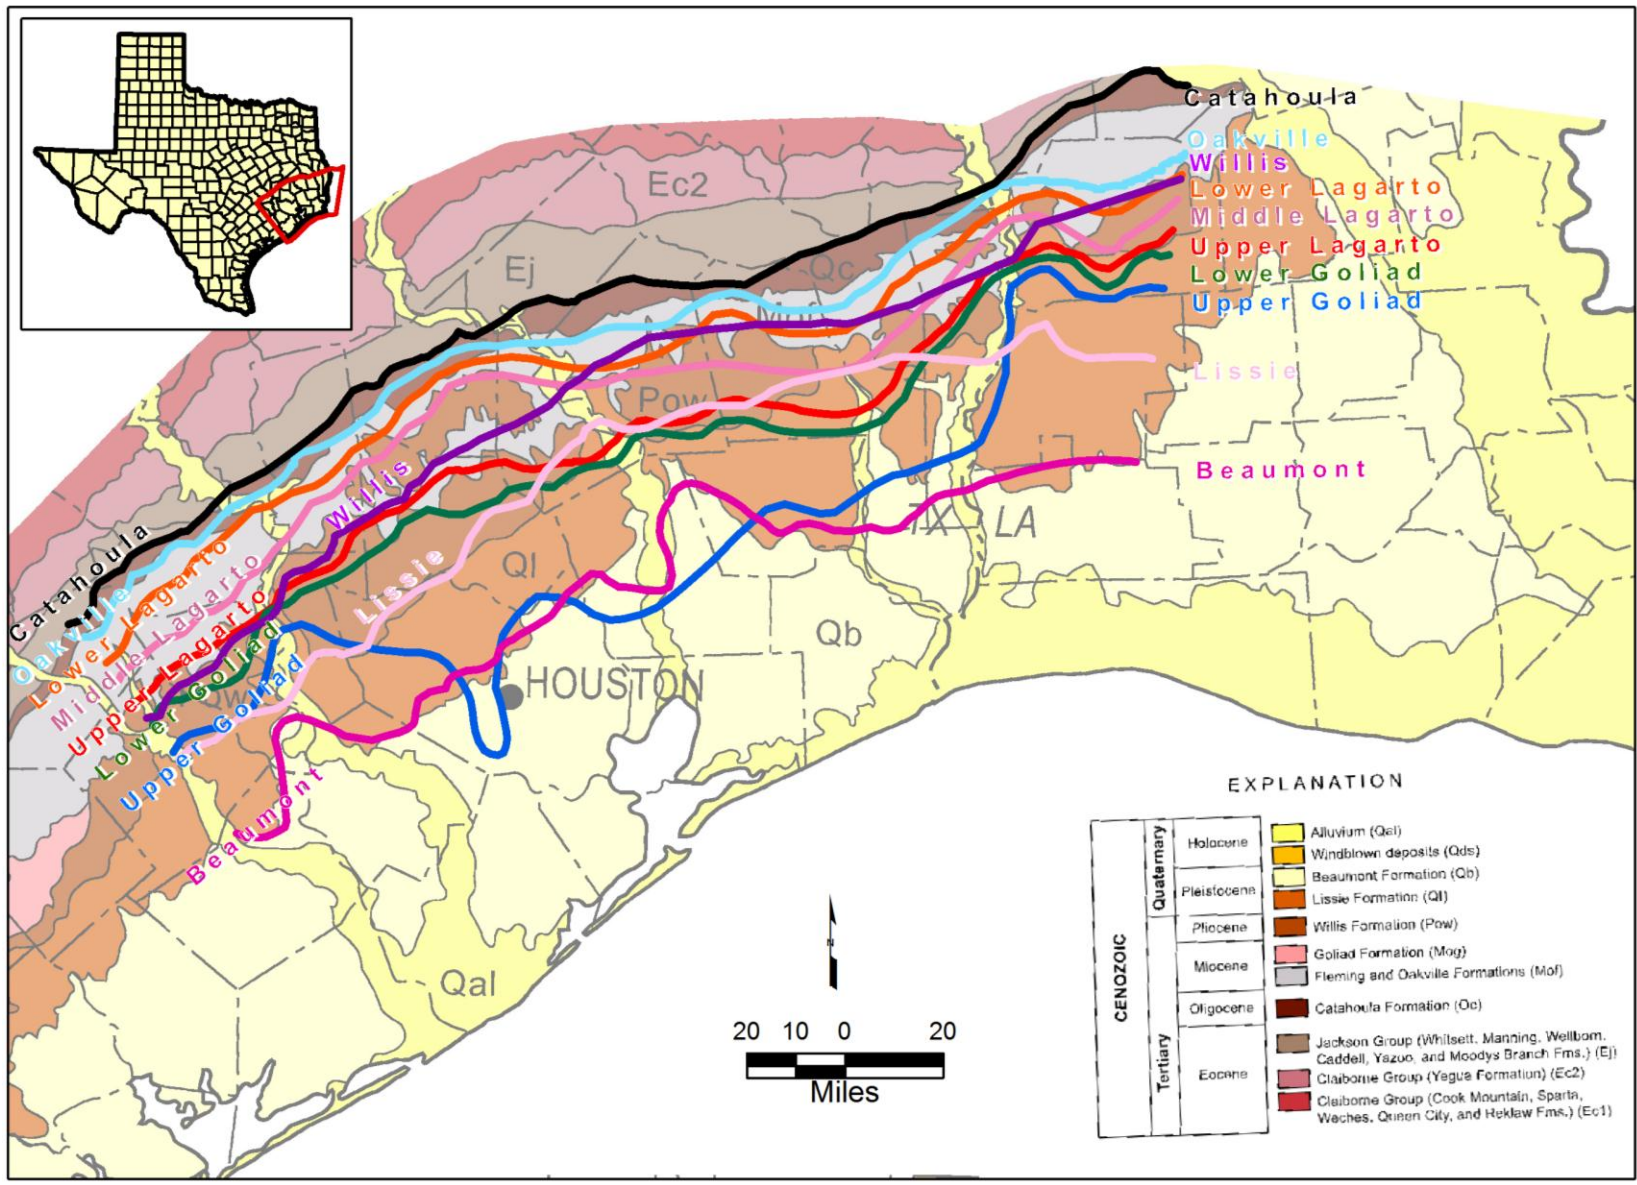 Catahoula
Oakville
Willis
Lower Lagarto
Middle Lagarto
Upper Lagarto
Lower Goliad
Upper Goliad
Lissie
Beaumont
Ec2
Ej
Oc
Mof
Pow
Willis
Ql
Lissie
TX
LA
Qb
HOUSTON
Catahoula
Oakville
Lower Lagarto
Middle Lagarto
Upper Lagarto
Lower Goliad
Upper Goliad
Beaumont
Qal
N
20 10 0 20
Miles
EXPLANATION
CENOZOIC
Quaternary
Tertiary
Holocene
Pleistocene
Pliocene
Miocene
Oligocene
Eocene
Alluvium (Qal)
Windblown deposits (Qds)
Beaumont Formation (Qb)
Lissie Formation (Ql)
Willis Formation (Pow)
Goliad Formation (Mog)
Fleming and Oakville Formations (Mof)
Catahoula Formation (Oc)
Jackson Group (Whitsett, Manning, Wellborn,
Caddell, Yazoo, and Moodys Branch Fms.) (Ej)
Claiborne Group (Yegua Formation) (Ec2)
Claiborne Group (Cook Mountain, Sparta,
Weches, Queen City, and Reklaw Fms.) (Ec1)